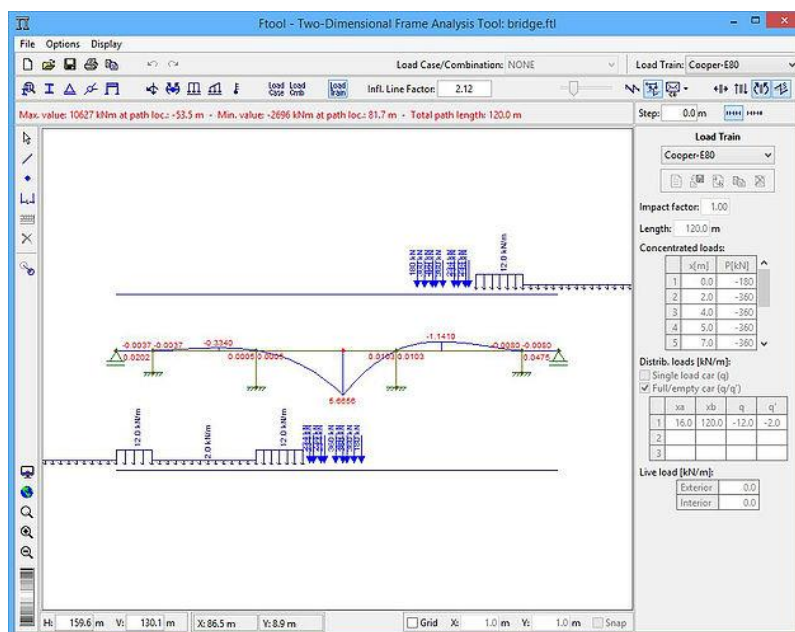 Ftool - Two-Dimensional Frame Analysis Tool: bridge.ftl
File Options Display
Load Case/Combination: NONE
Load Train: Cooper-E80
Load Case
Load Cmb
Load Train
Infl. Line Factor: 2.12
Max. value: 10627 kNm at path loc.: -53.5 m - Min. value: -2696 kNm at path loc.: 81.7 m - Total path length: 120.0 m
Step: 0.0 m
Load Train
Cooper-E80
Impact factor: 1.00
Length: 120.0 m
Concentrated loads:
x[m] P[kN]
1 0.0 -180
2 2.0 -360
3 4.0 -360
4 5.0 -360
5 7.0 -360
Distrib. loads [kN/m]:
Single load car (q)
Full/empty car (q/q')
xa xb q q'
1 16.0 120.0 -12.0 -2.0
2
3
Live load [kN/m]:
Exterior 0.0
Interior 0.0
180 kN
12.0 kN/m
-0.0037 -0.0037 -0.3340 -1.1410 -0.0080 -0.0080
0.0202 0.0005 0.0005 0.0103 0.0103 0.0475
5.6656
12.0 kN/m 2.0 kN/m 12.0 kN/m 360 kN 180 kN
H: 159.6 m V: 130.1 m X: 86.5 m Y: 8.9 m Grid X: 1.0 m Y: 1.0 m Snap